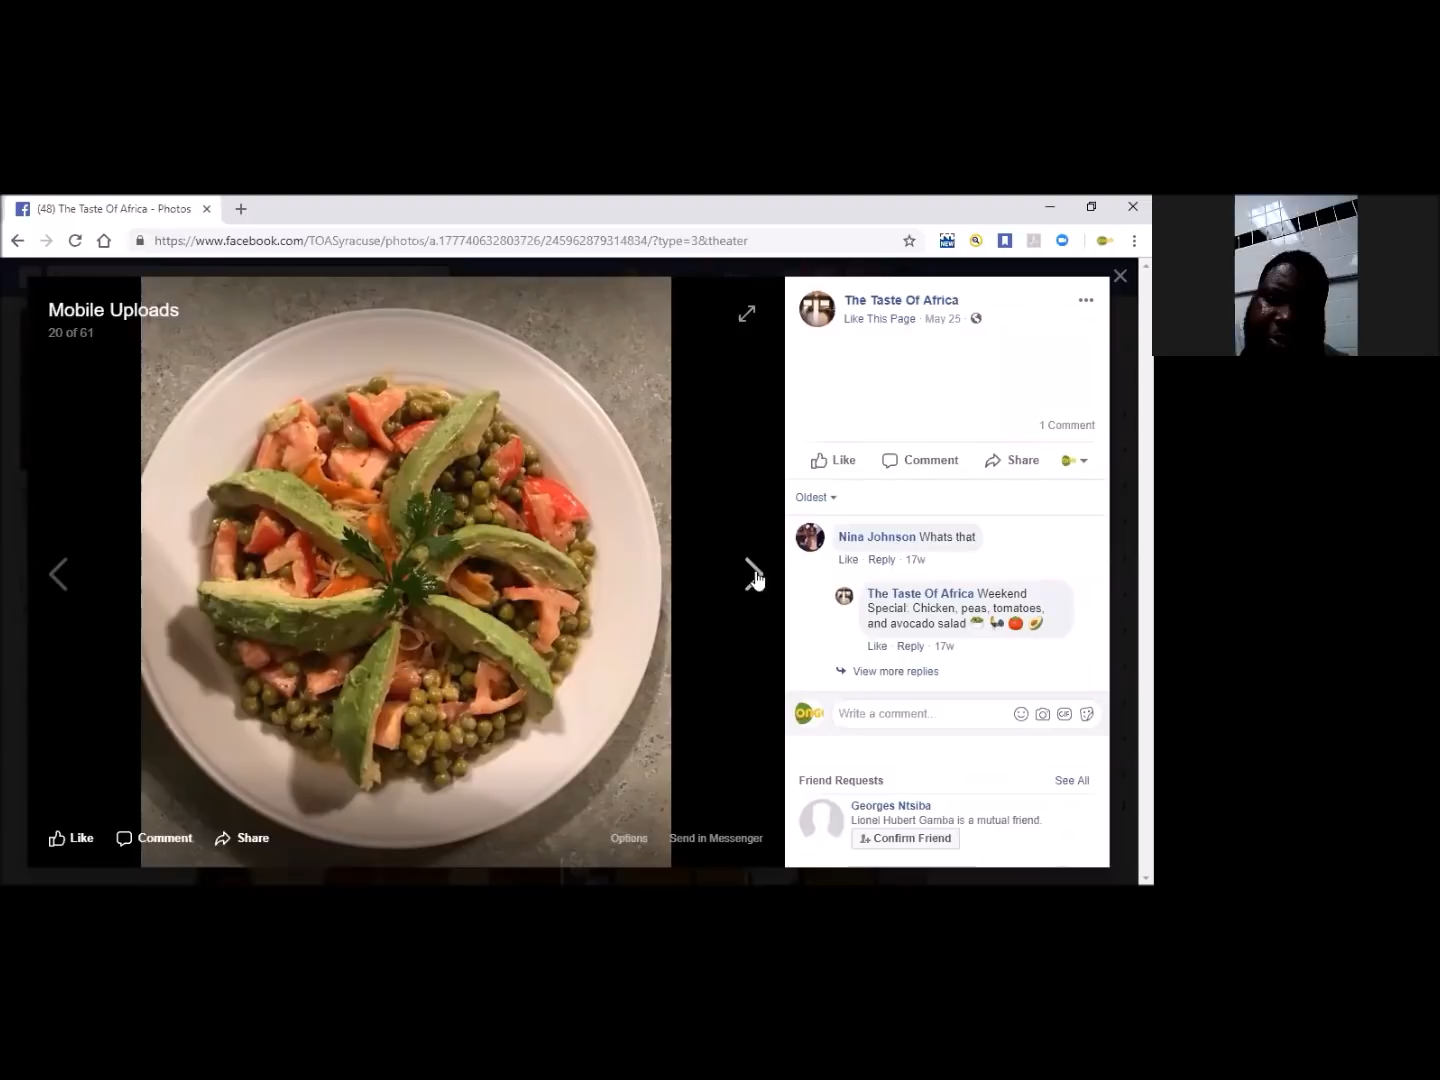 (48) The Taste Of Africa - Photos
https://www.facebook.com/TOASyracuse/photos/a.177740632803726/245962879314834/?type=3&theater
NEW
Mobile Uploads
20 of 61
Like
Comment
Share
Options
Send in Messenger
The Taste Of Africa
Like This Page · May 25 ·
1 Comment
Like
Comment
Share
Oldest
Nina Johnson Whats that
Like · Reply · 17w
The Taste Of Africa Weekend
Special: Chicken, peas, tomatoes,
and avocado salad 🥗 🐓 🍅 🥑
Like · Reply · 17w
View more replies
Write a comment...
GIF
Friend Requests
See All
Georges Ntsiba
Lionel Hubert Gamba is a mutual friend.
Confirm Friend